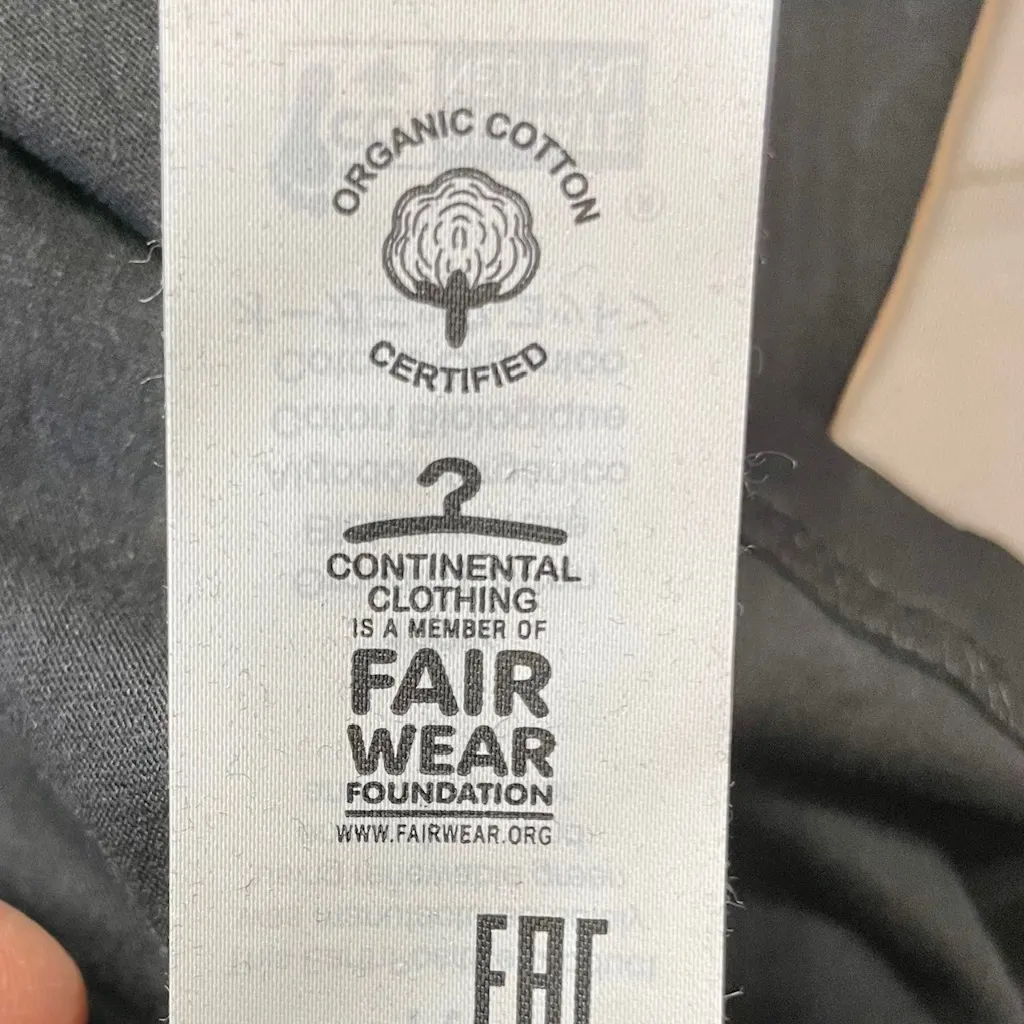 ORGANIC COTTON
CERTIFIED
CONTINENTAL
CLOTHING
IS A MEMBER OF
FAIR
WEAR
FOUNDATION
WWW.FAIRWEAR.ORG
EAC